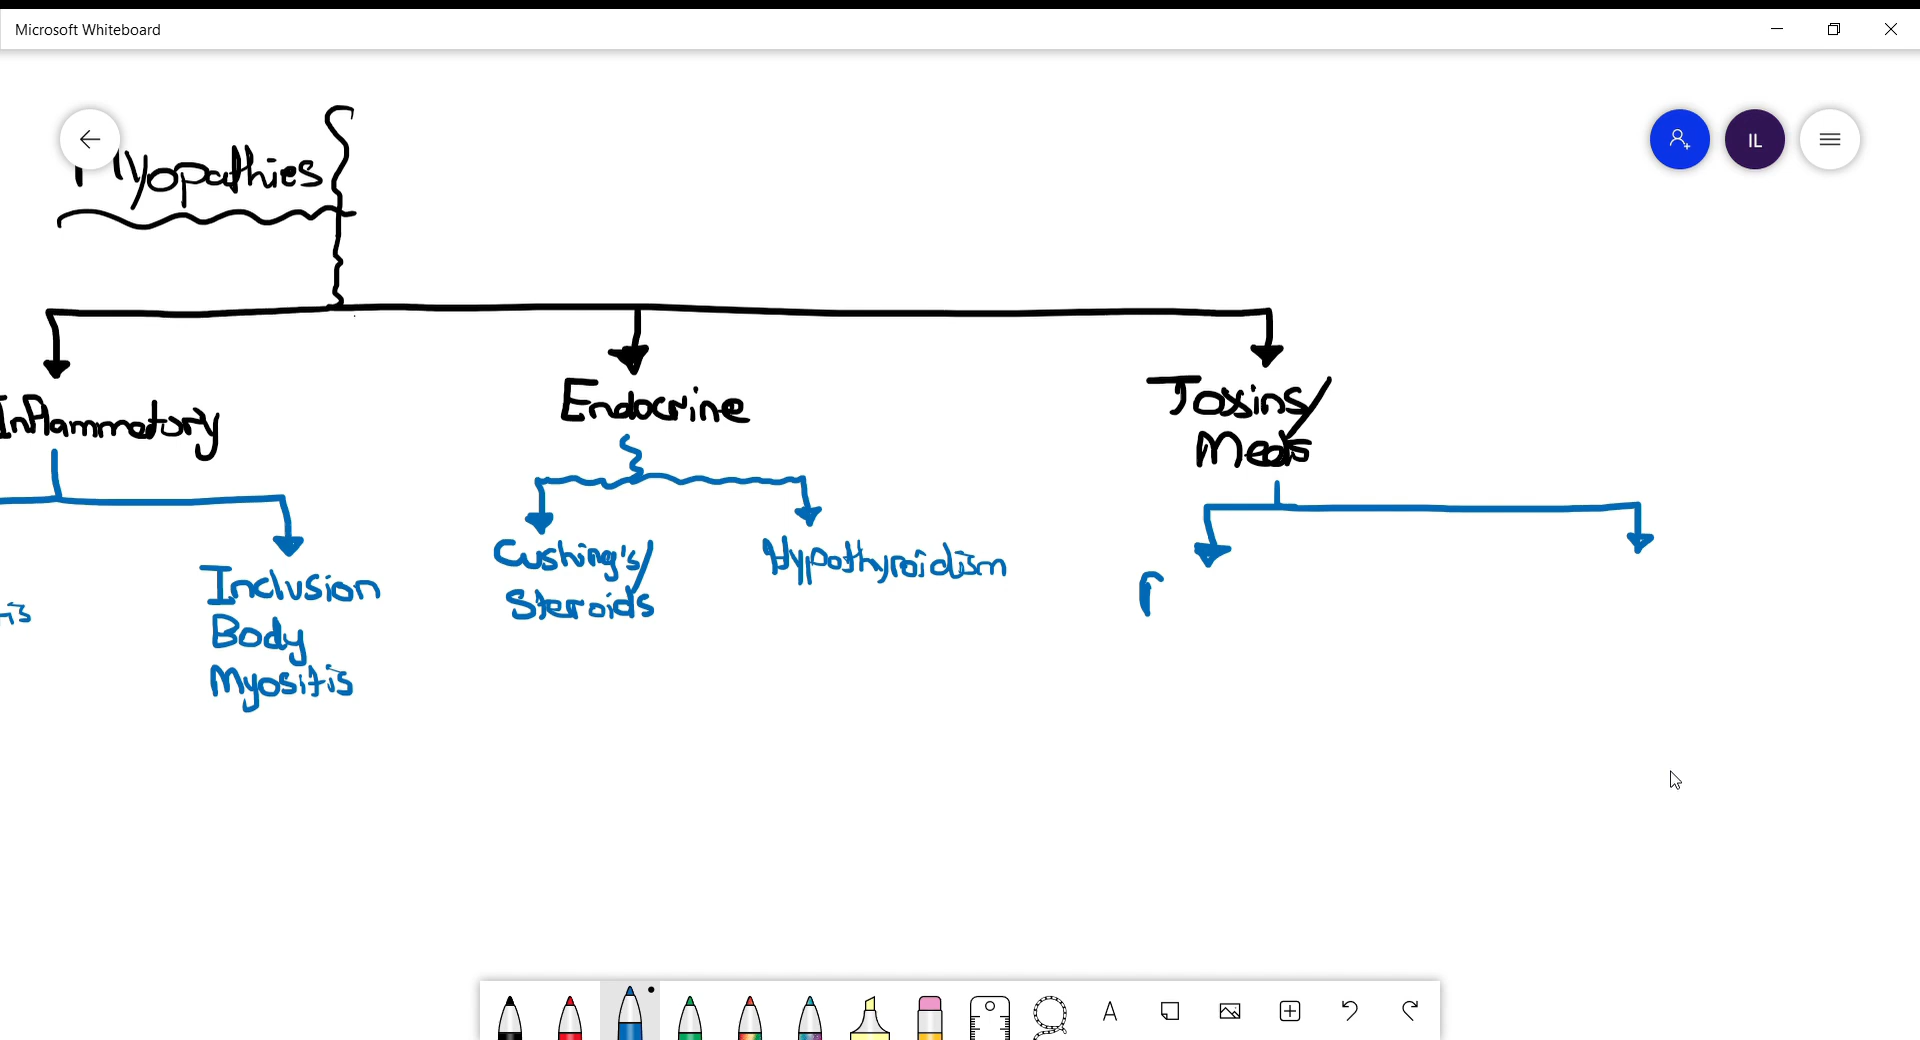 Microsoft Whiteboard
Myopathies
IL
Inflammatory
Endocrine
Toxins/
Meds
Cushing's/
Steroids
Hypothyroidism
Inclusion
Body
Myositis
A